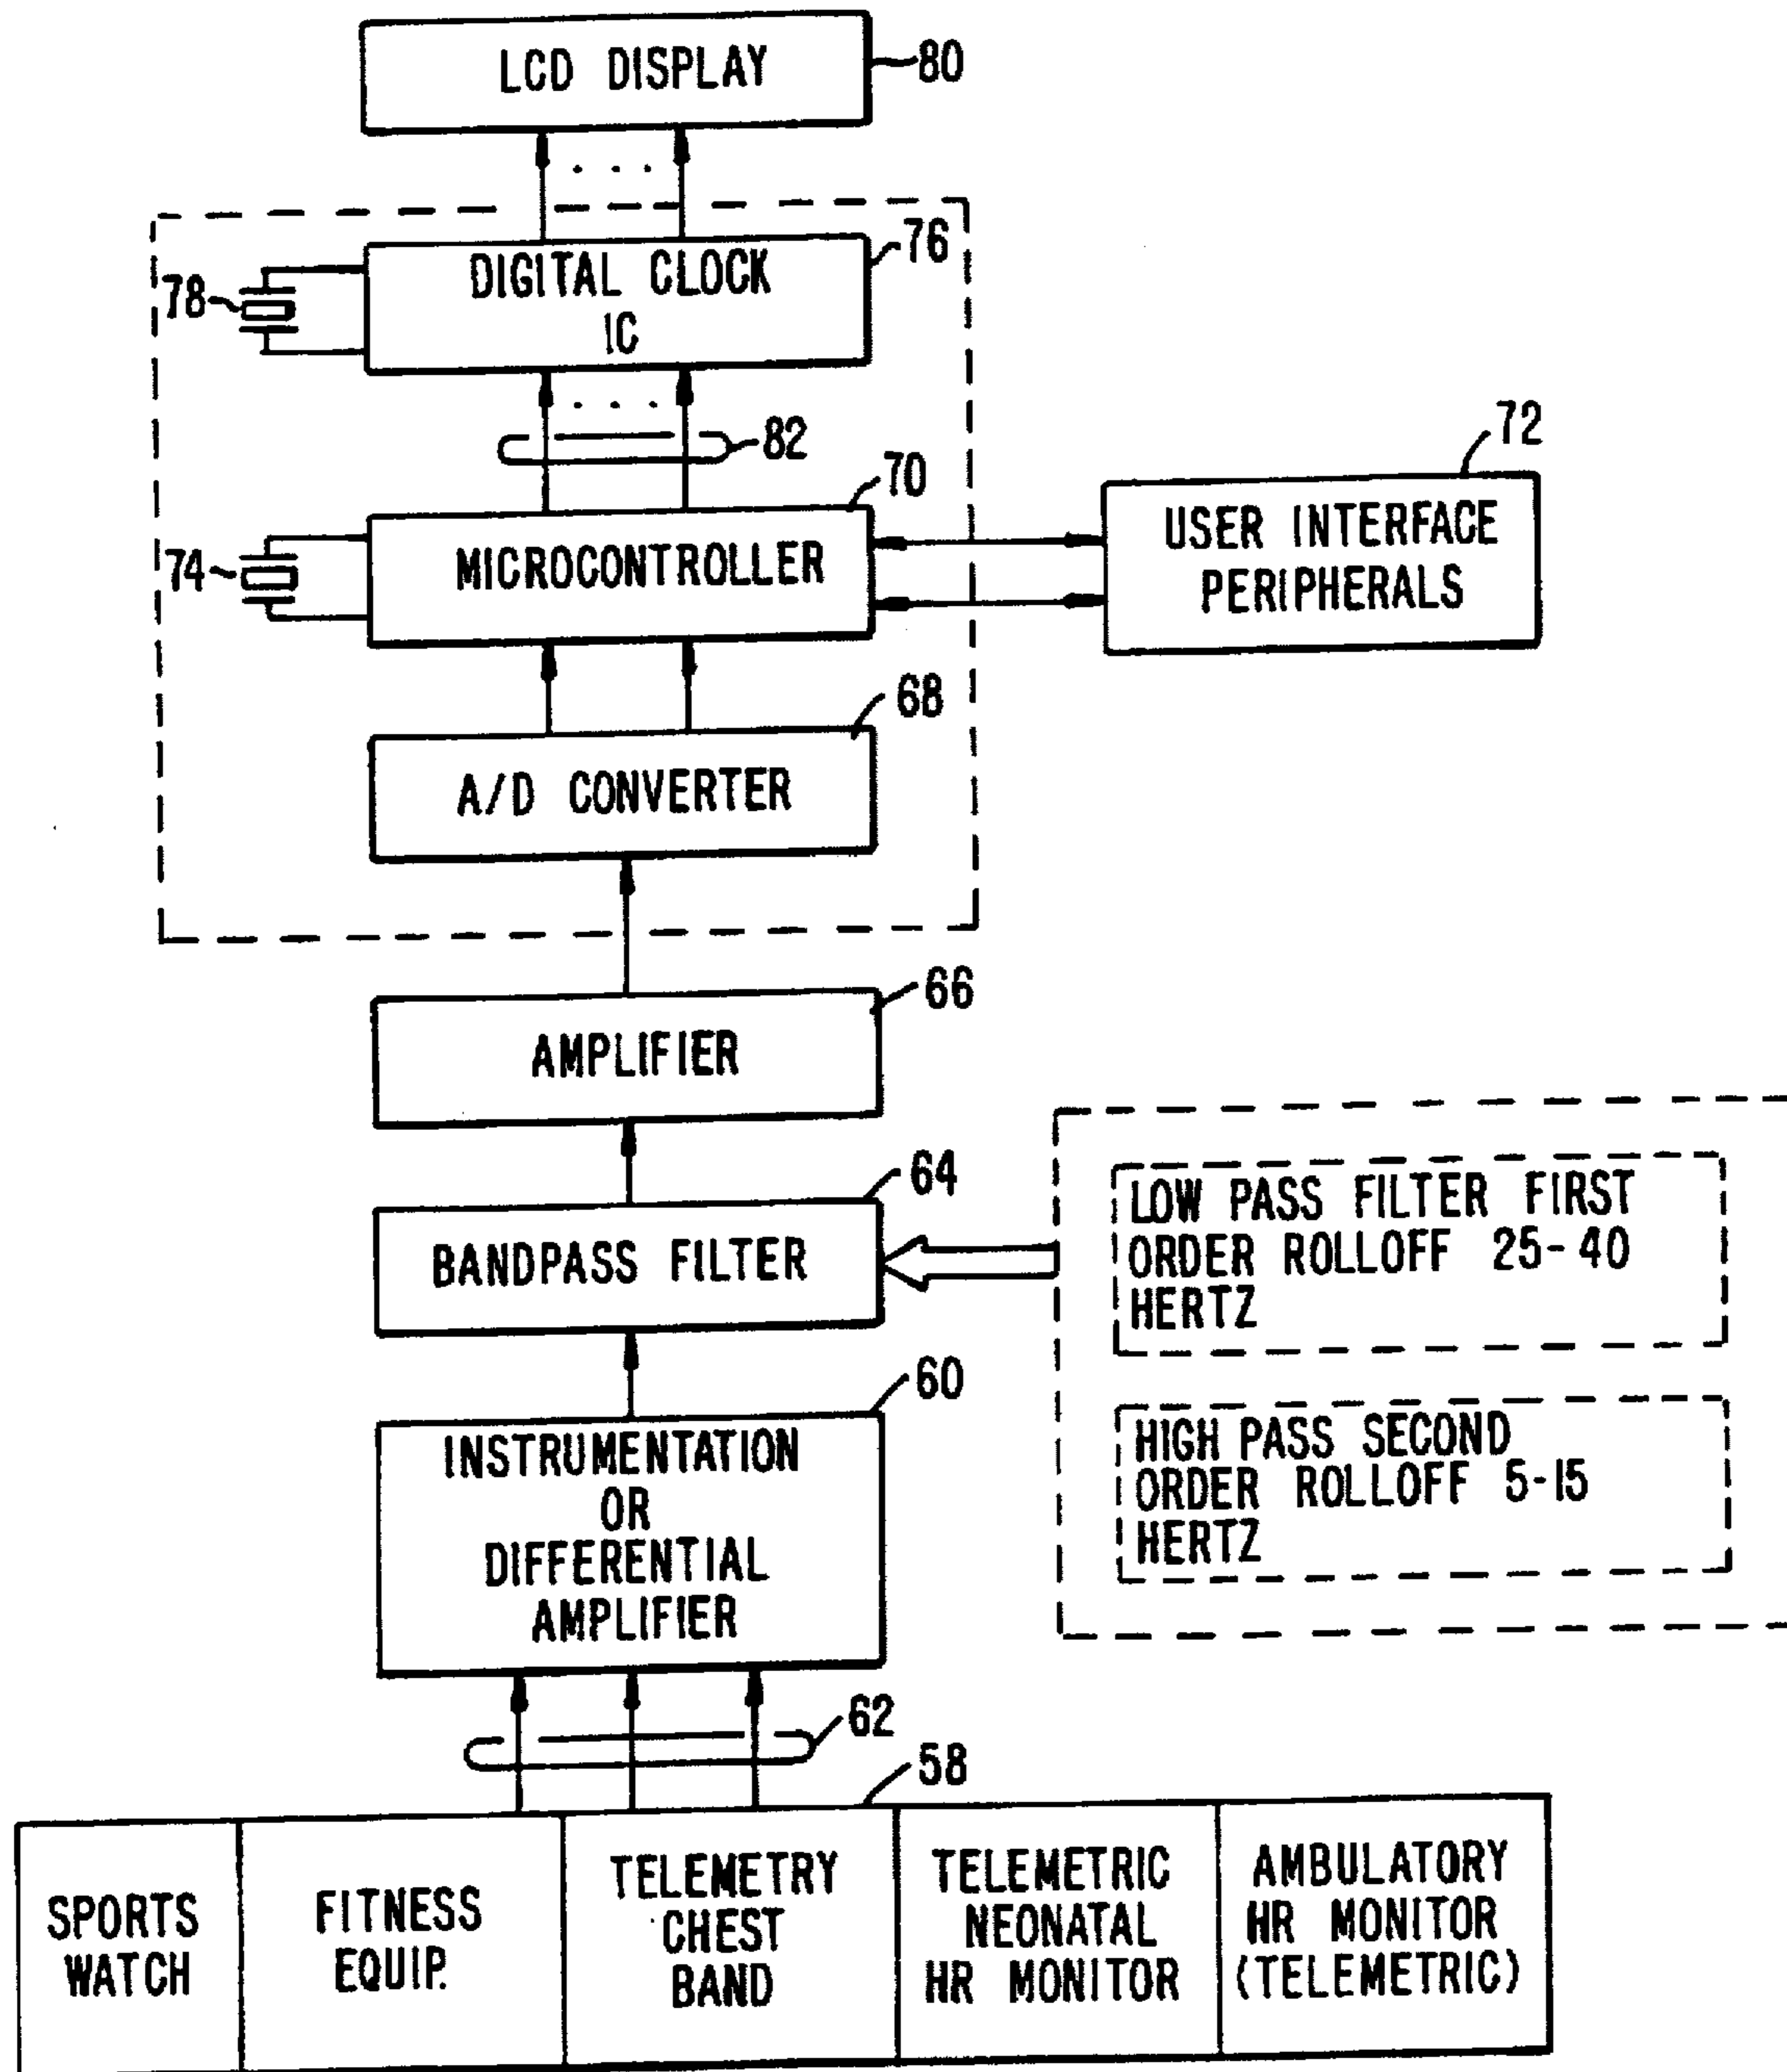 LCD DISPLAY
80
DIGITAL CLOCK
IC
76
78
82
70
MICROCONTROLLER
74
72
USER INTERFACE
PERIPHERALS
68
A/D CONVERTER
66
AMPLIFIER
64
BANDPASS FILTER
LOW PASS FILTER FIRST
ORDER ROLLOFF 25-40
HERTZ
HIGH PASS SECOND
ORDER ROLLOFF 5-15
HERTZ
60
INSTRUMENTATION
OR
DIFFERENTIAL
AMPLIFIER
62
58
SPORTS
WATCH
FITNESS
EQUIP.
TELEMETRY
CHEST
BAND
TELEMETRIC
NEONATAL
HR MONITOR
AMBULATORY
HR MONITOR
(TELEMETRIC)